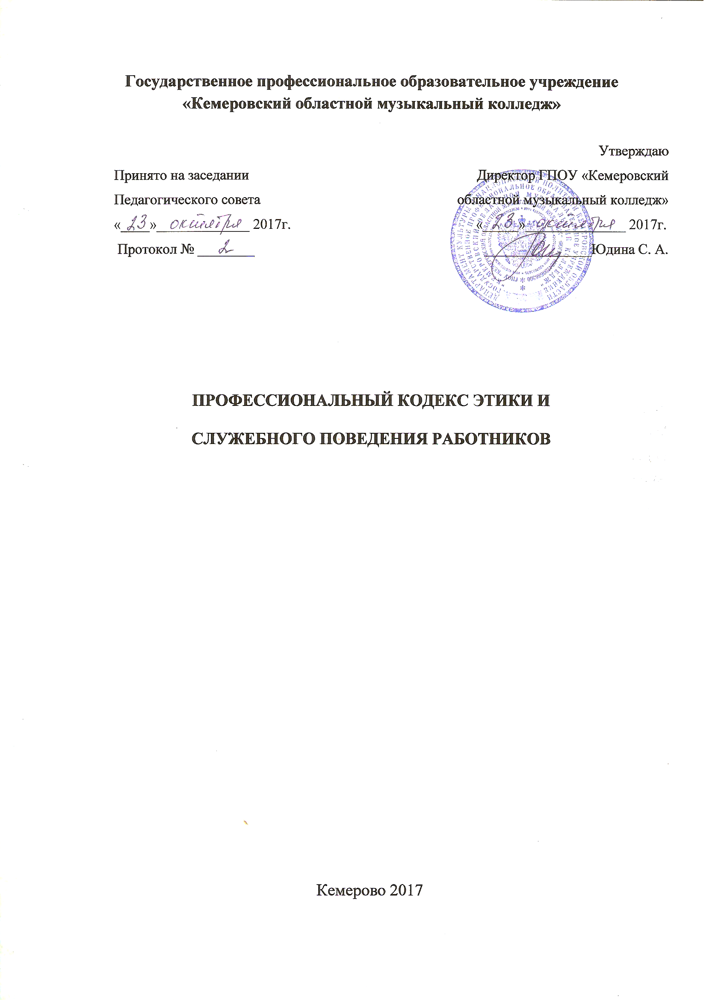 Государственное профессиональное образовательное учреждение
«Кемеровский областной музыкальный колледж»
Утверждаю
Принято на заседании
Педагогического совета
«23» октября 2017г.
Протокол № 2
Директор ГПОУ «Кемеровский
областной музыкальный колледж»
«23» октября 2017г.
Юдина С. А.
ПРОФЕССИОНАЛЬНЫЙ КОДЕКС ЭТИКИ И
СЛУЖЕБНОГО ПОВЕДЕНИЯ РАБОТНИКОВ
Кемерово 2017